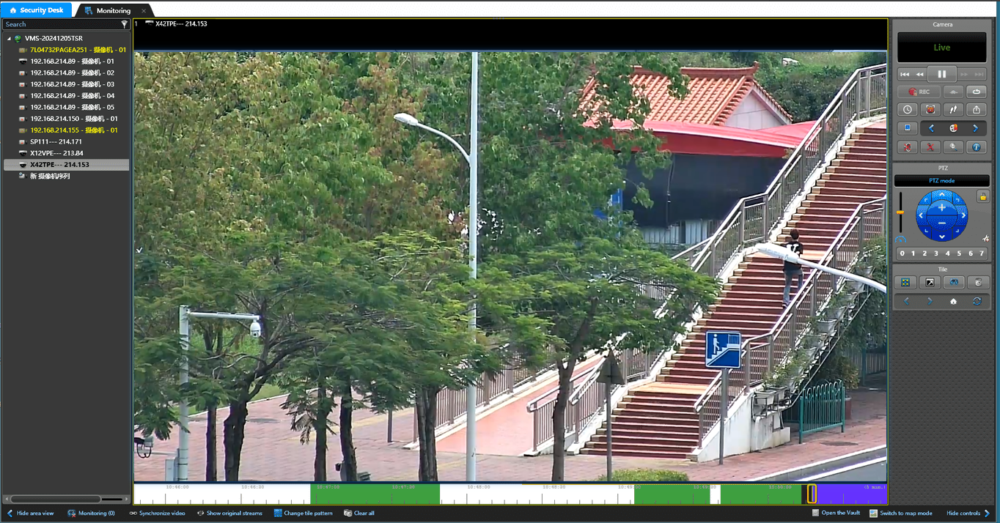 Security Desk
Monitoring
Search
VMS-20241205TSR
7L04732PAGEA251 - 摄像机 - 01
192.168.214.89 - 摄像机 - 01
192.168.214.89 - 摄像机 - 02
192.168.214.89 - 摄像机 - 03
192.168.214.89 - 摄像机 - 04
192.168.214.89 - 摄像机 - 05
192.168.214.150 - 摄像机 - 01
192.168.214.155 - 摄像机 - 01
SP111--- 214.171
X12VPE--- 213.84
X42TPE--- 214.153
新 摄像机序列
1 X42TPE--- 214.153
Camera
Live
REC
PTZ
PTZ mode
0 1 2 3 4 5 6 7
Tile
10:46:00 10:46:30 10:47:00 10:47:30 10:48:00 10:48:30 10:49:00 10:49:30 10:50:00
Hide area view
Monitoring (0)
Synchronize video
Show original streams
Change tile pattern
Clear all
Open the Vault
Switch to map mode
Hide controls